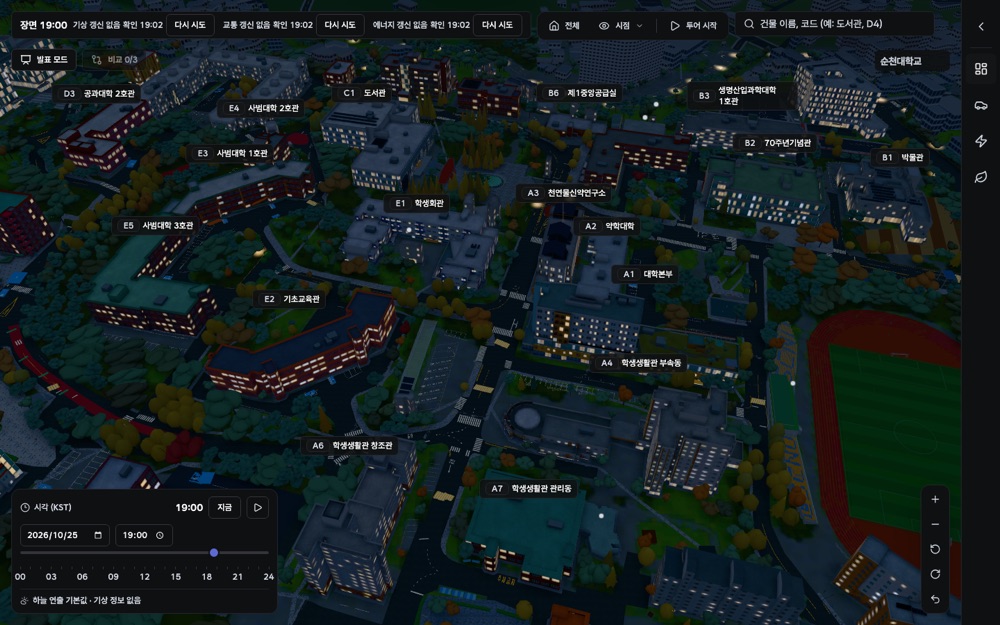 장면 19:00 기상 갱신 없음 확인 19:02 다시 시도 교통 갱신 없음 확인 19:02 다시 시도 에너지 갱신 없음 확인 19:02 다시 시도
전체 시점 투어 시작
건물 이름, 코드 (예: 도서관, D4)
발표 모드 비교 0/3
순천대학교
D3 공과대학 2호관
E4 사범대학 2호관
C1 도서관
B6 제1중앙공급실
B3 생명산업과학대학
1호관
B2 70주년기념관
B1 박물관
E3 사범대학 1호관
A3 천연물신약연구소
E1 학생회관
E5 사범대학 3호관
A2 약학대학
A1 대학본부
E2 기초교육관
A4 학생생활관 부속동
A6 학생생활관 창조관
A7 학생생활관 관리동
시각 (KST) 19:00 지금
2026/10/25 19:00
00 03 06 09 12 15 18 21 24
하늘 연출 기본값 · 기상 정보 없음